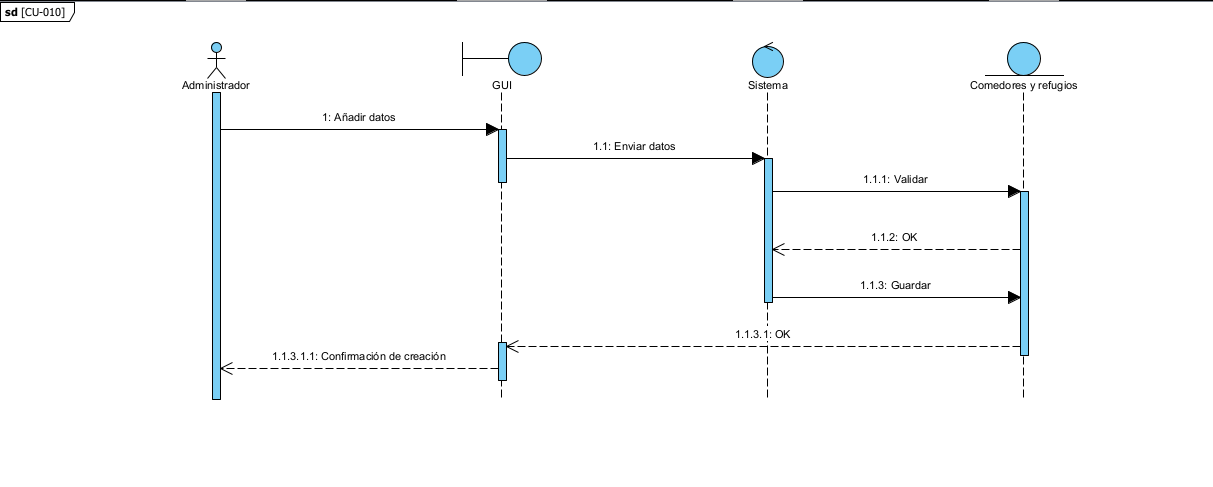 sd [CU-010]
Administrador
GUI
Sistema
Comedores y refugios
1: Añadir datos
1.1: Enviar datos
1.1.1: Validar
1.1.2: OK
1.1.3: Guardar
1.1.3.1: OK
1.1.3.1.1: Confirmación de creación